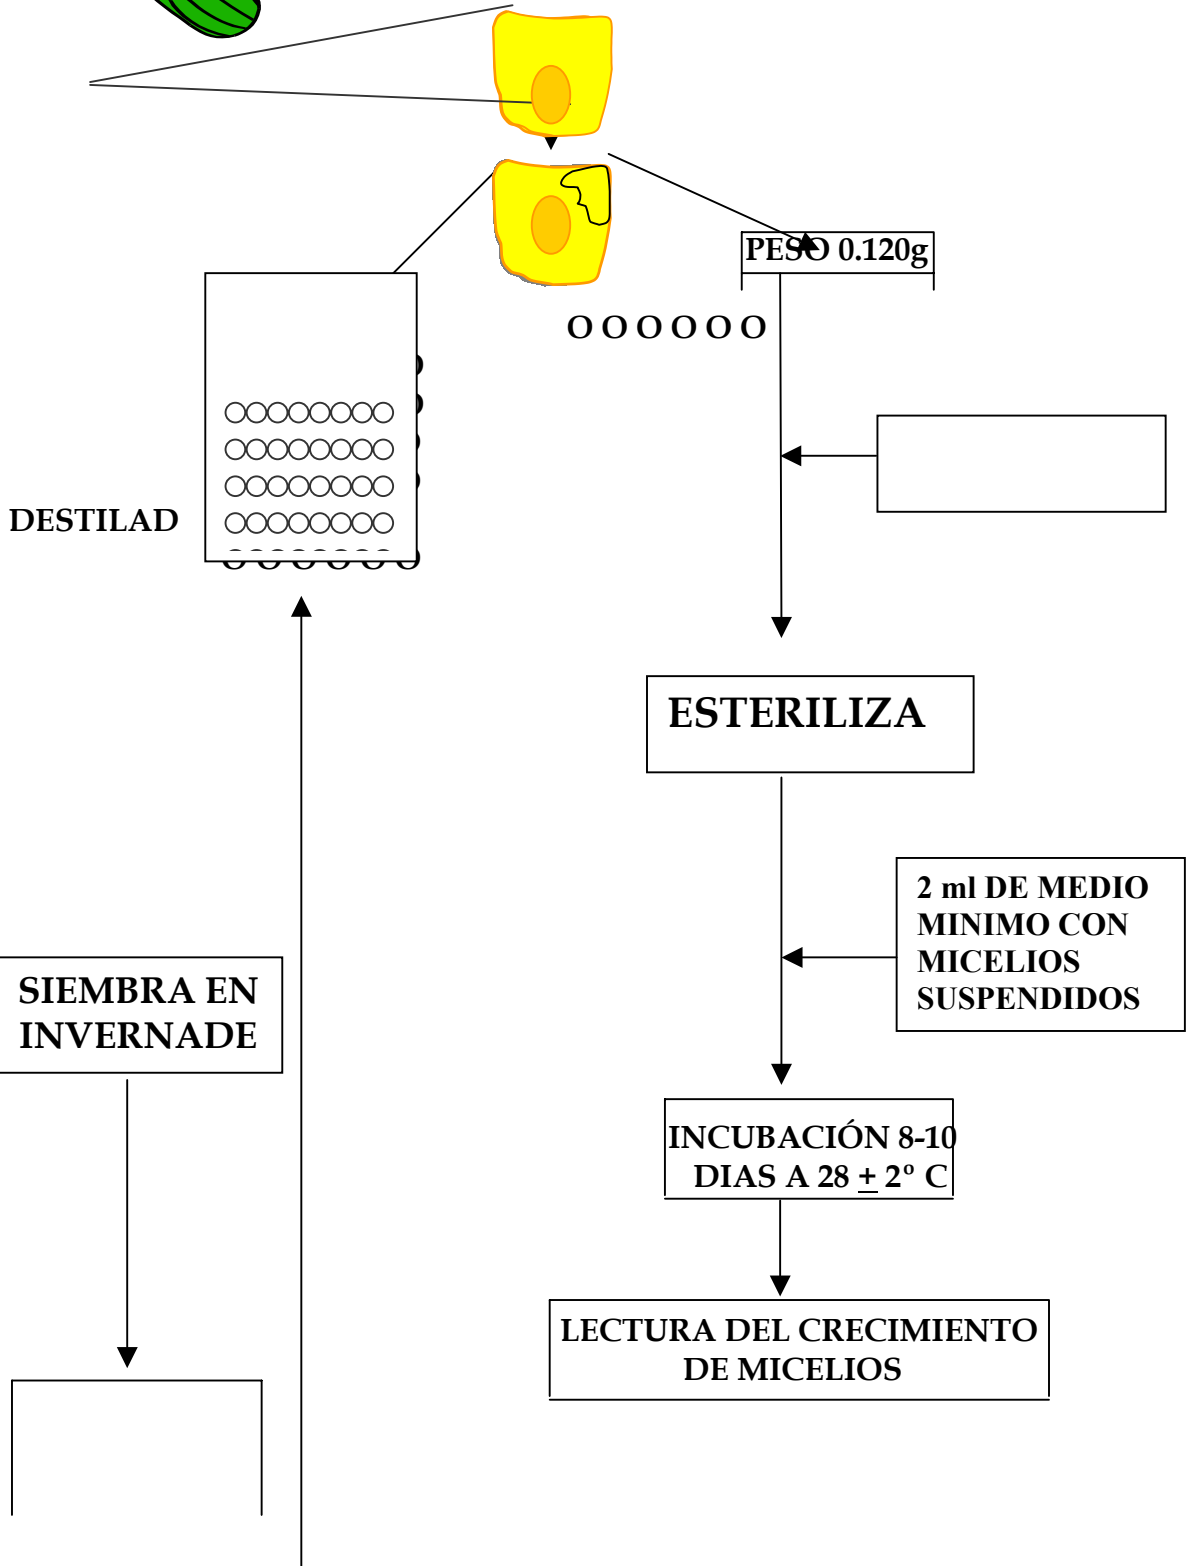 PESO 0.120g
O O O O O O
DESTILAD
O O O O O O
ESTERILIZA
2 ml DE MEDIO
MINIMO CON
MICELIOS
SUSPENDIDOS
SIEMBRA EN
INVERNADE
INCUBACIÓN 8-10
DIAS A 28 ± 2º C
LECTURA DEL CRECIMIENTO
DE MICELIOS